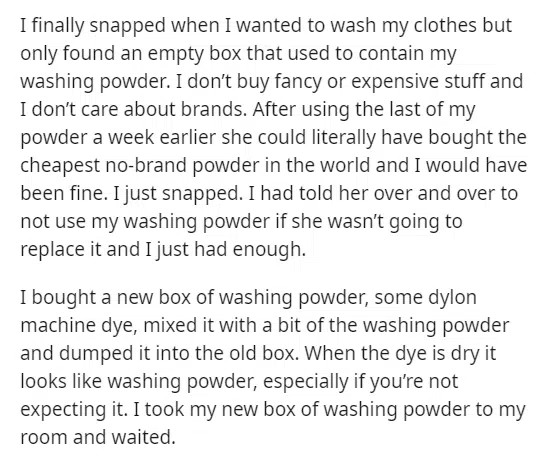 I finally snapped when I wanted to wash my clothes but
only found an empty box that used to contain my
washing powder. I don’t buy fancy or expensive stuff and
I don’t care about brands. After using the last of my
powder a week earlier she could literally have bought the
cheapest no-brand powder in the world and I would have
been fine. I just snapped. I had told her over and over to
not use my washing powder if she wasn’t going to
replace it and I just had enough.
I bought a new box of washing powder, some dylon
machine dye, mixed it with a bit of the washing powder
and dumped it into the old box. When the dye is dry it
looks like washing powder, especially if you’re not
expecting it. I took my new box of washing powder to my
room and waited.